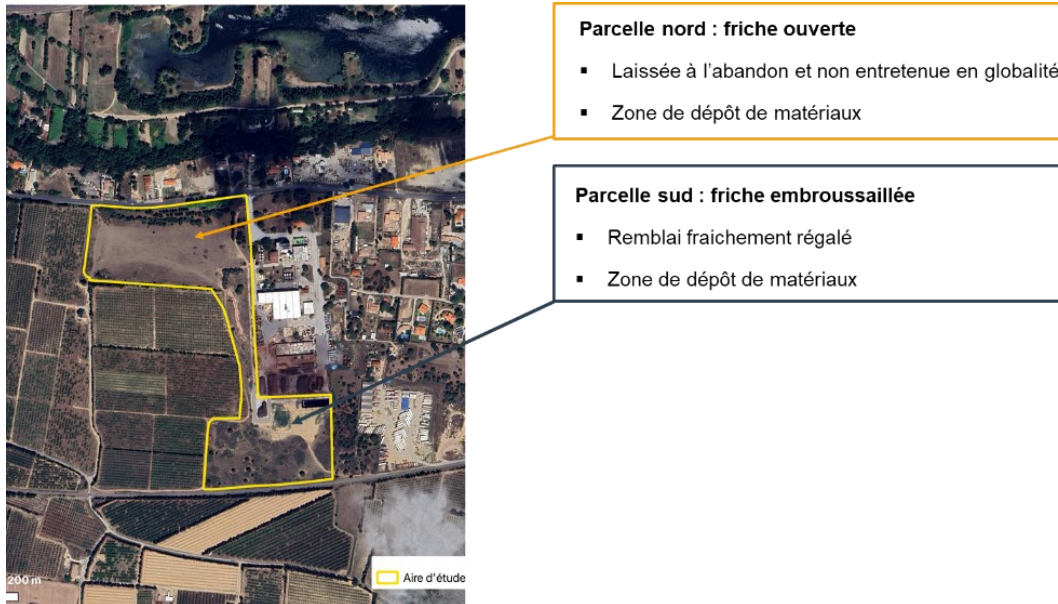 Parcelle nord : friche ouverte
▪ Laissée à l'abandon et non entretenue en globalité
▪ Zone de dépôt de matériaux
Parcelle sud : friche embroussaillée
▪ Remblai fraichement régalé
▪ Zone de dépôt de matériaux
200 m
Aire d'étude